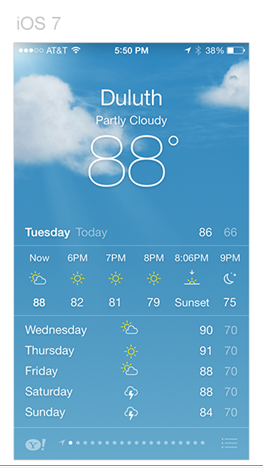 iOS 7
AT&T 5:50 PM 38%
Duluth
Partly Cloudy
88°
Tuesday Today 86 66
Now 6PM 7PM 8PM 8:06PM 9PM
88 82 81 79 Sunset 75
Wednesday 90 70
Thursday 91 70
Friday 88 70
Saturday 88 70
Sunday 84 70
Y!